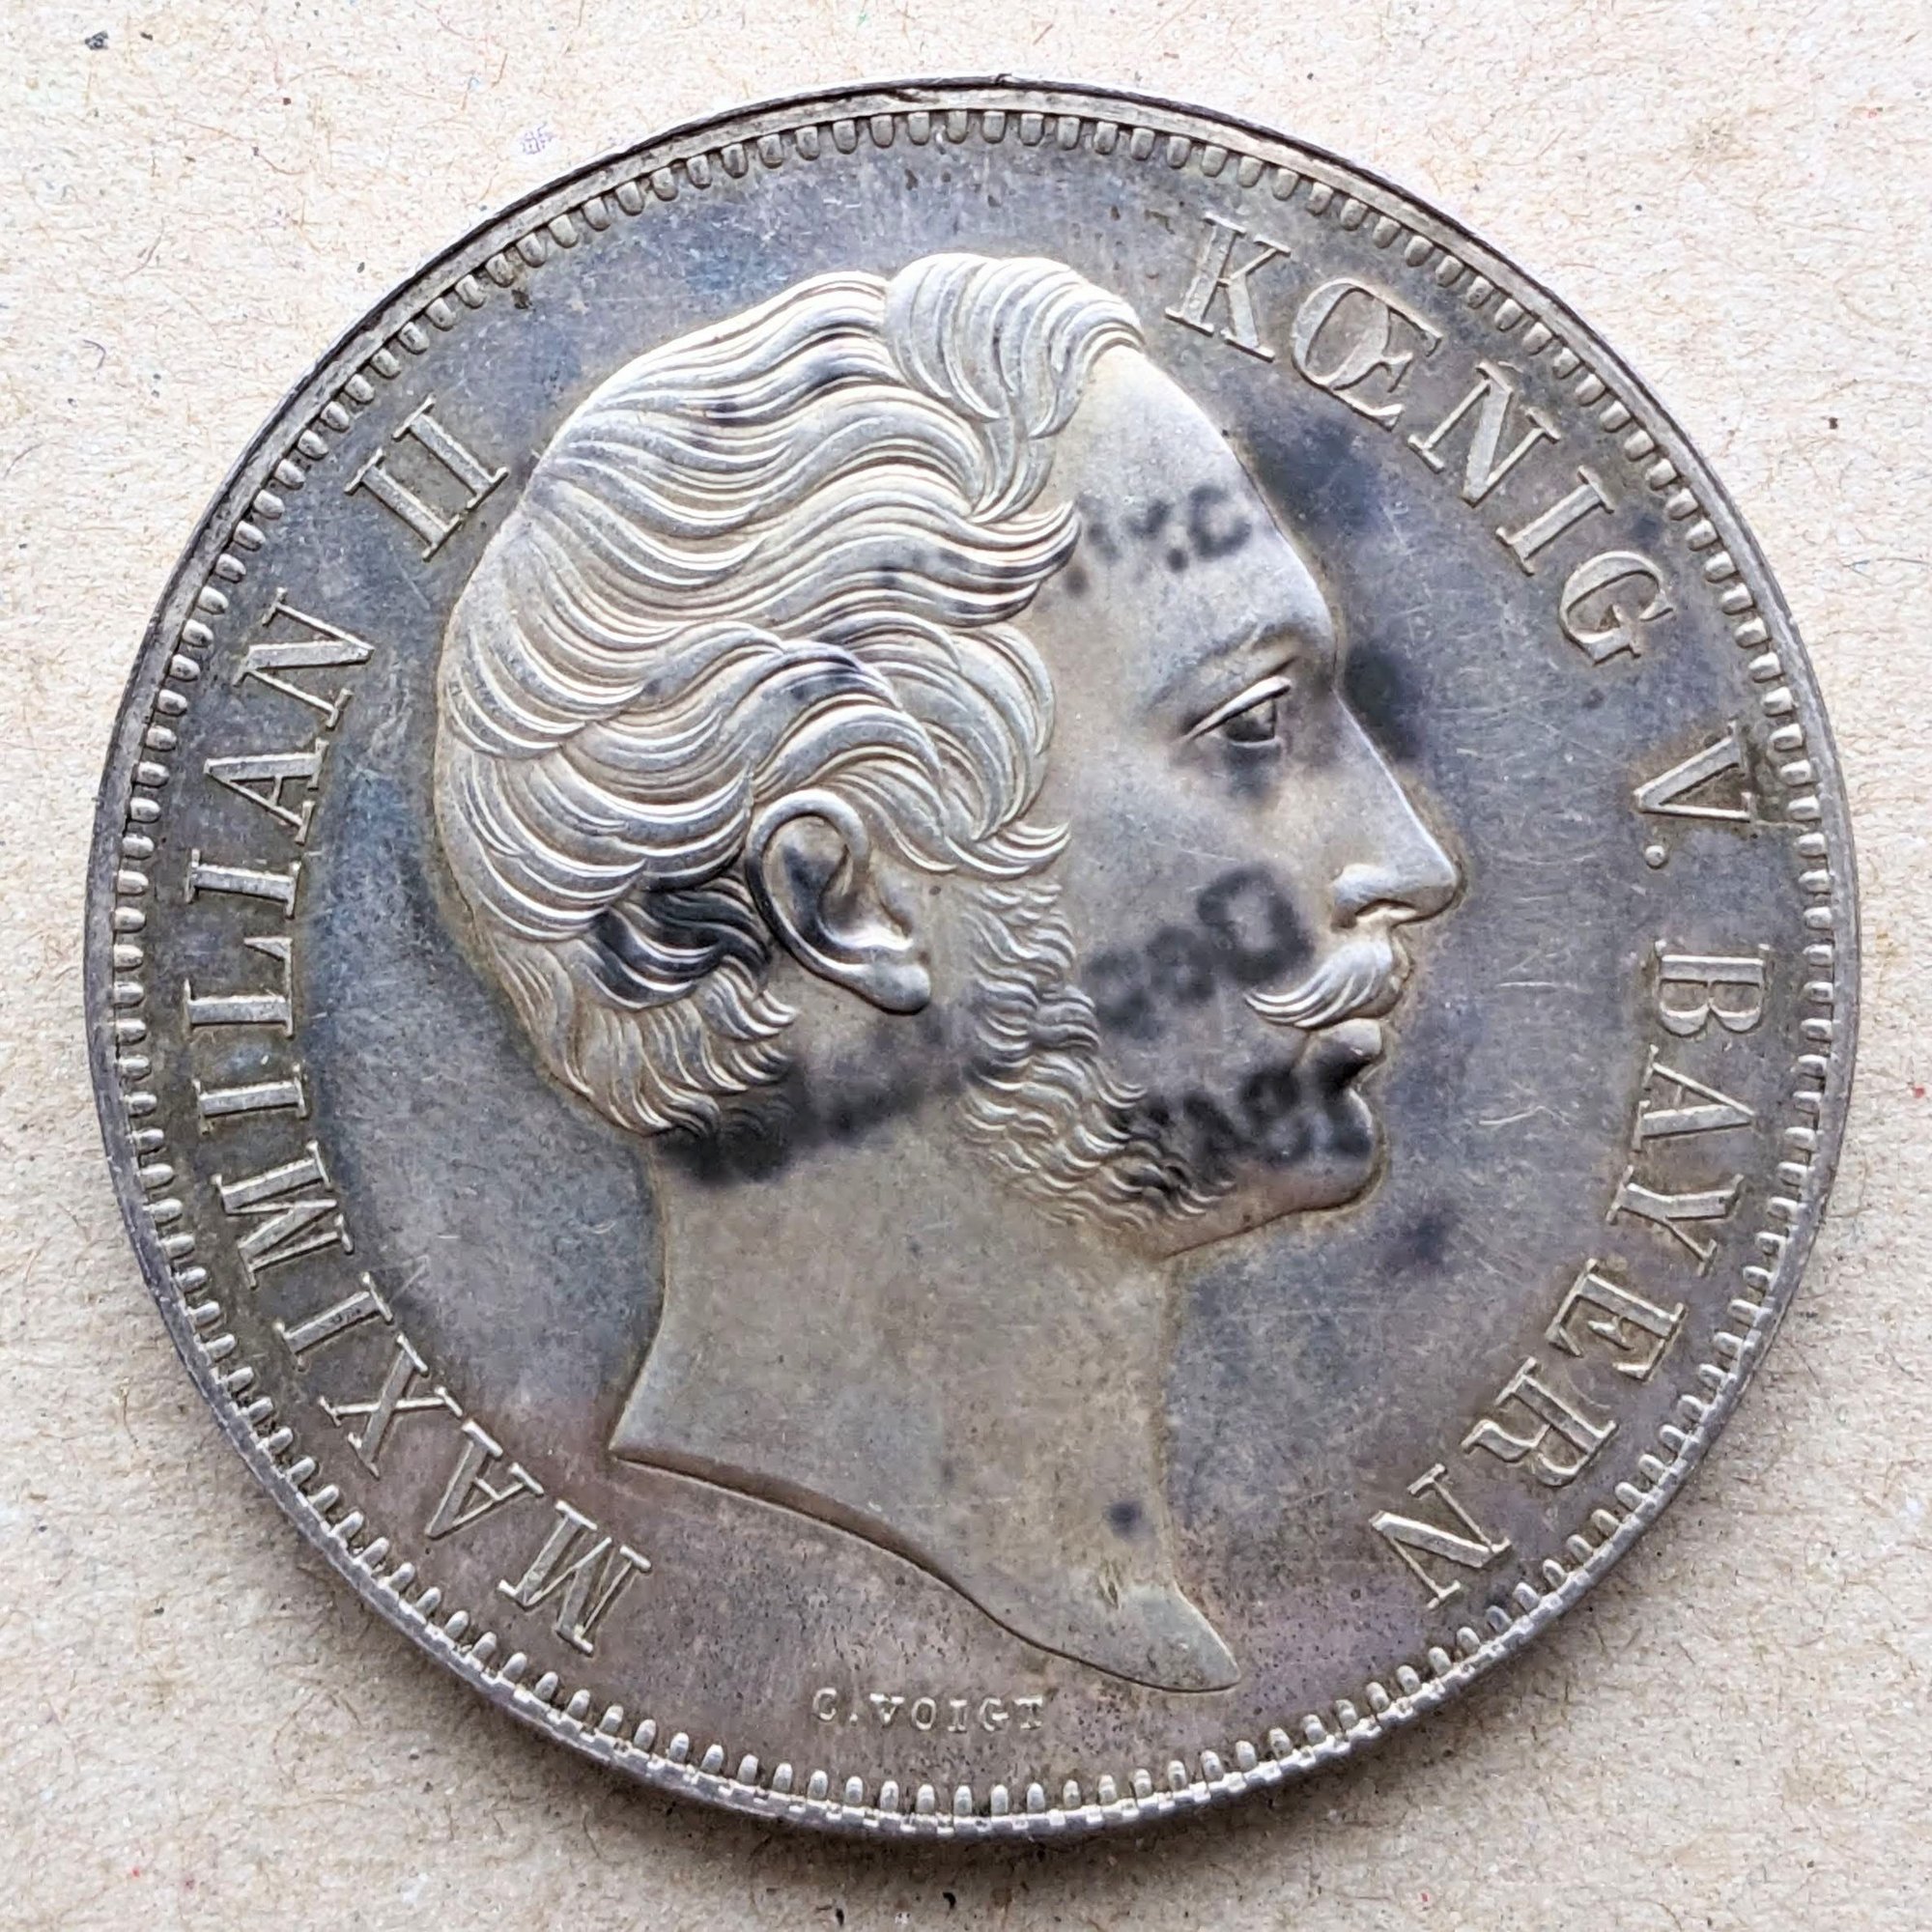 MAXIMILIAN II
KŒNIG V. BAYERN
C. VOIGT